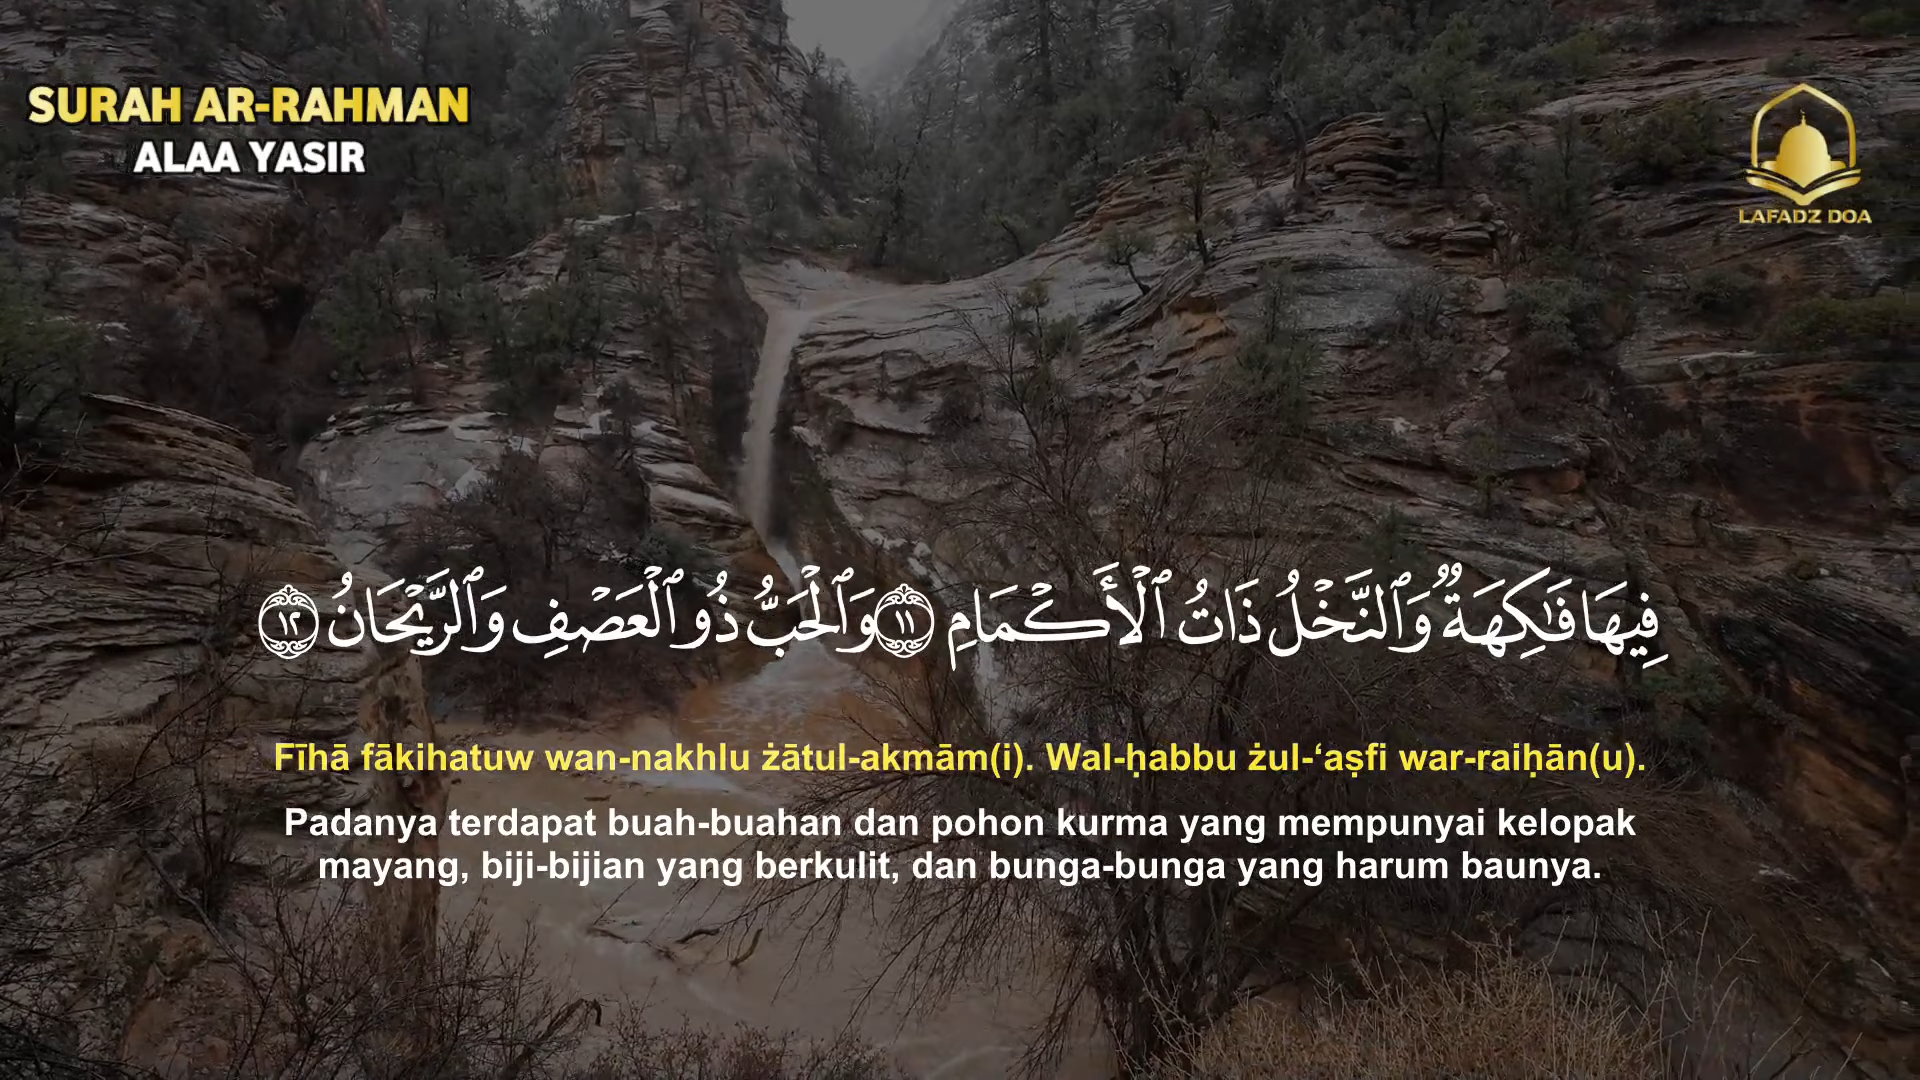 SURAH AR-RAHMAN
ALAA YASIR
LAFADZ DOA
فِيهَا فَـٰكِهَةٌۭ وَٱلنَّخْلُ ذَاتُ ٱلْأَكْمَامِ ١١ وَٱلْحَبُّ ذُو ٱلْعَصْفِ وَٱلرَّيْحَانُ ١٢
Fīhā fākihatuw wan-nakhlu żātul-akmām(i). Wal-ḥabbu żul-‘aṣfi war-raiḥān(u).
Padanya terdapat buah-buahan dan pohon kurma yang mempunyai kelopak
mayang, biji-bijian yang berkulit, dan bunga-bunga yang harum baunya.